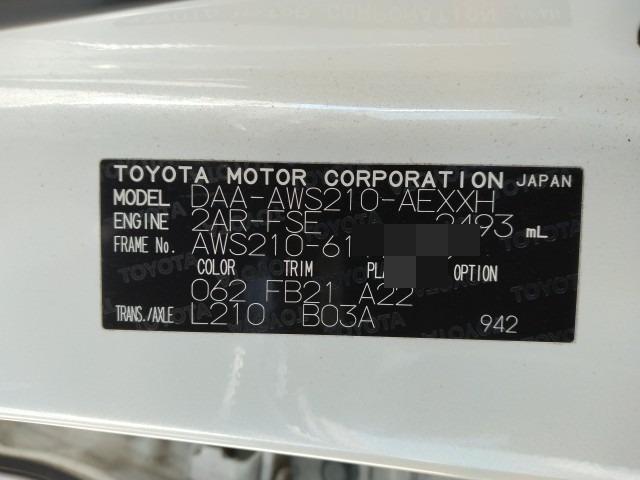 TOYOTA MOTOR CORPORATION JAPAN
MODEL DAA-AWS210-AEXXH
ENGINE 2AR-FSE 2493 mL
FRAME No. AWS210-61
COLOR TRIM OPTION
062 FB21 A22
TRANS./AXLE L210 B03A 942